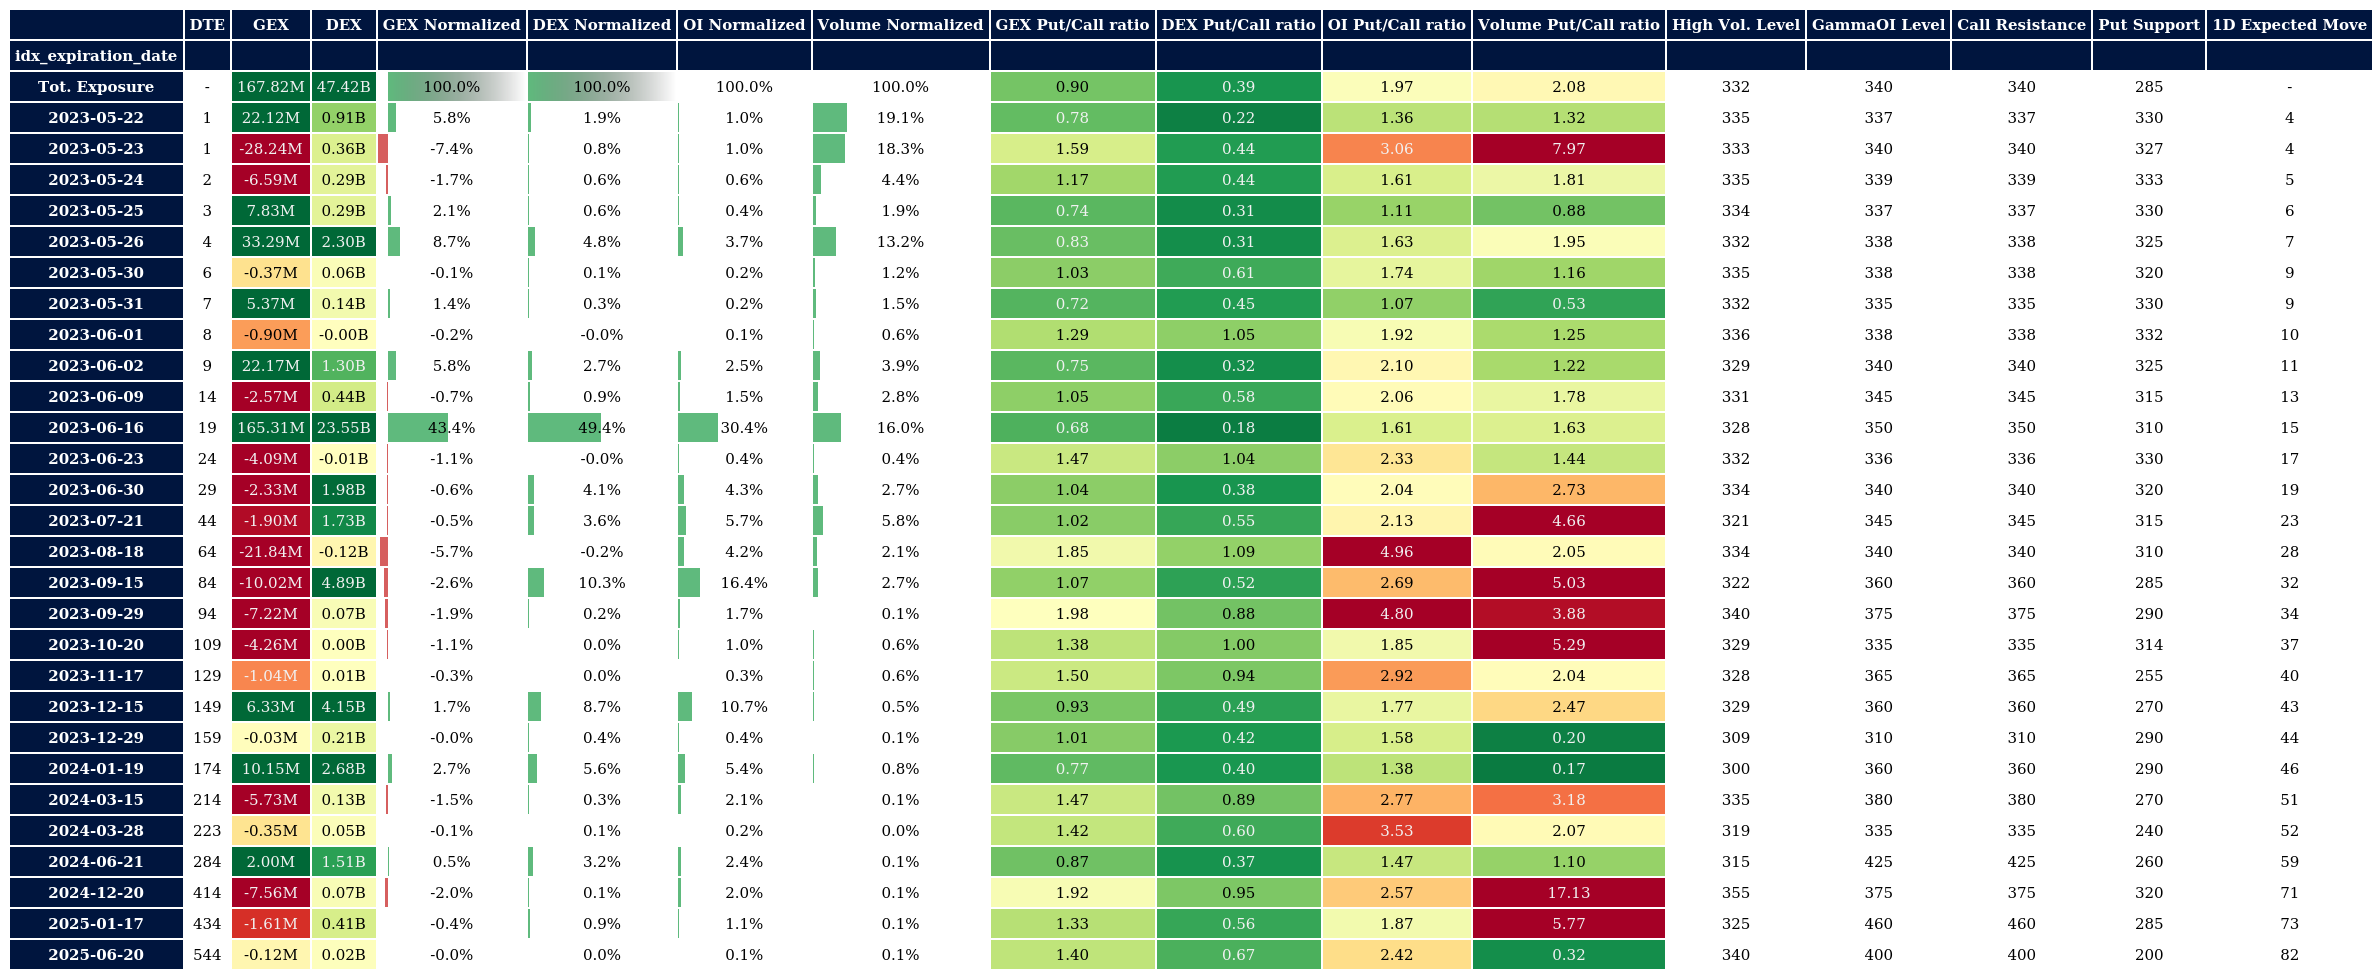 DTE GEX DEX GEX Normalized DEX Normalized OI Normalized Volume Normalized GEX Put/Call ratio DEX Put/Call ratio OI Put/Call ratio Volume Put/Call ratio High Vol. Level GammaOI Level Call Resistance Put Support 1D Expected Move
idx_expiration_date
Tot. Exposure - 167.82M 47.42B 100.0% 100.0% 100.0% 100.0% 0.90 0.39 1.97 2.08 332 340 340 285 -
2023-05-22 1 22.12M 0.91B 5.8% 1.9% 1.0% 19.1% 0.78 0.22 1.36 1.32 335 337 337 330 4
2023-05-23 1 -28.24M 0.36B -7.4% 0.8% 1.0% 18.3% 1.59 0.44 3.06 7.97 333 340 340 327 4
2023-05-24 2 -6.59M 0.29B -1.7% 0.6% 0.6% 4.4% 1.17 0.44 1.61 1.81 335 339 339 333 5
2023-05-25 3 7.83M 0.29B 2.1% 0.6% 0.4% 1.9% 0.74 0.31 1.11 0.88 334 337 337 330 6
2023-05-26 4 33.29M 2.30B 8.7% 4.8% 3.7% 13.2% 0.83 0.31 1.63 1.95 332 338 338 325 7
2023-05-30 6 -0.37M 0.06B -0.1% 0.1% 0.2% 1.2% 1.03 0.61 1.74 1.16 335 338 338 320 9
2023-05-31 7 5.37M 0.14B 1.4% 0.3% 0.2% 1.5% 0.72 0.45 1.07 0.53 332 335 335 330 9
2023-06-01 8 -0.90M -0.00B -0.2% -0.0% 0.1% 0.6% 1.29 1.05 1.92 1.25 336 338 338 332 10
2023-06-02 9 22.17M 1.30B 5.8% 2.7% 2.5% 3.9% 0.75 0.32 2.10 1.22 329 340 340 325 11
2023-06-09 14 -2.57M 0.44B -0.7% 0.9% 1.5% 2.8% 1.05 0.58 2.06 1.78 331 345 345 315 13
2023-06-16 19 165.31M 23.55B 43.4% 49.4% 30.4% 16.0% 0.68 0.18 1.61 1.63 328 350 350 310 15
2023-06-23 24 -4.09M -0.01B -1.1% -0.0% 0.4% 0.4% 1.47 1.04 2.33 1.44 332 336 336 330 17
2023-06-30 29 -2.33M 1.98B -0.6% 4.1% 4.3% 2.7% 1.04 0.38 2.04 2.73 334 340 340 320 19
2023-07-21 44 -1.90M 1.73B -0.5% 3.6% 5.7% 5.8% 1.02 0.55 2.13 4.66 321 345 345 315 23
2023-08-18 64 -21.84M -0.12B -5.7% -0.2% 4.2% 2.1% 1.85 1.09 4.96 2.05 334 340 340 310 28
2023-09-15 84 -10.02M 4.89B -2.6% 10.3% 16.4% 2.7% 1.07 0.52 2.69 5.03 322 360 360 285 32
2023-09-29 94 -7.22M 0.07B -1.9% 0.2% 1.7% 0.1% 1.98 0.88 4.80 3.88 340 375 375 290 34
2023-10-20 109 -4.26M 0.00B -1.1% 0.0% 1.0% 0.6% 1.38 1.00 1.85 5.29 329 335 335 314 37
2023-11-17 129 -1.04M 0.01B -0.3% 0.0% 0.3% 0.6% 1.50 0.94 2.92 2.04 328 365 365 255 40
2023-12-15 149 6.33M 4.15B 1.7% 8.7% 10.7% 0.5% 0.93 0.49 1.77 2.47 329 360 360 270 43
2023-12-29 159 -0.03M 0.21B -0.0% 0.4% 0.4% 0.1% 1.01 0.42 1.58 0.20 309 310 310 290 44
2024-01-19 174 10.15M 2.68B 2.7% 5.6% 5.4% 0.8% 0.77 0.40 1.38 0.17 300 360 360 290 46
2024-03-15 214 -5.73M 0.13B -1.5% 0.3% 2.1% 0.1% 1.47 0.89 2.77 3.18 335 380 380 270 51
2024-03-28 223 -0.35M 0.05B -0.1% 0.1% 0.2% 0.0% 1.42 0.60 3.53 2.07 319 335 335 240 52
2024-06-21 284 2.00M 1.51B 0.5% 3.2% 2.4% 0.1% 0.87 0.37 1.47 1.10 315 425 425 260 59
2024-12-20 414 -7.56M 0.07B -2.0% 0.1% 2.0% 0.1% 1.92 0.95 2.57 17.13 355 375 375 320 71
2025-01-17 434 -1.61M 0.41B -0.4% 0.9% 1.1% 0.1% 1.33 0.56 1.87 5.77 325 460 460 285 73
2025-06-20 544 -0.12M 0.02B -0.0% 0.0% 0.1% 0.1% 1.40 0.67 2.42 0.32 340 400 400 200 82